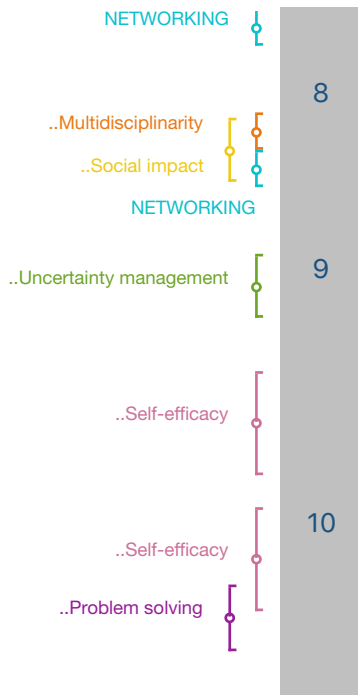 NETWORKING
8
..Multidisciplinarity
..Social impact
NETWORKING
9
..Uncertainty management
..Self-efficacy
10
..Self-efficacy
..Problem solving